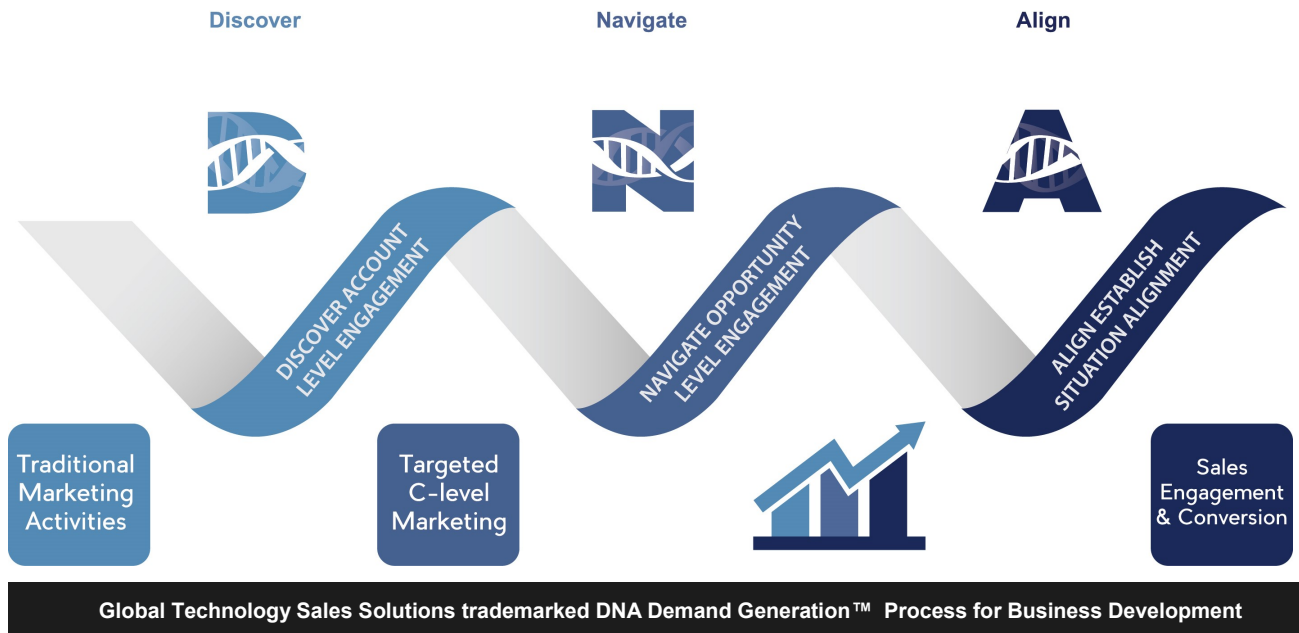 Discover
Navigate
Align
D
N
A
DISCOVER ACCOUNT
LEVEL ENGAGEMENT
NAVIGATE OPPORTUNITY
LEVEL ENGAGEMENT
ALIGN ESTABLISH
SITUATION ALIGNMENT
Traditional
Marketing
Activities
Targeted
C-level
Marketing
Sales
Engagement
& Conversion
Global Technology Sales Solutions trademarked DNA Demand Generation™ Process for Business Development